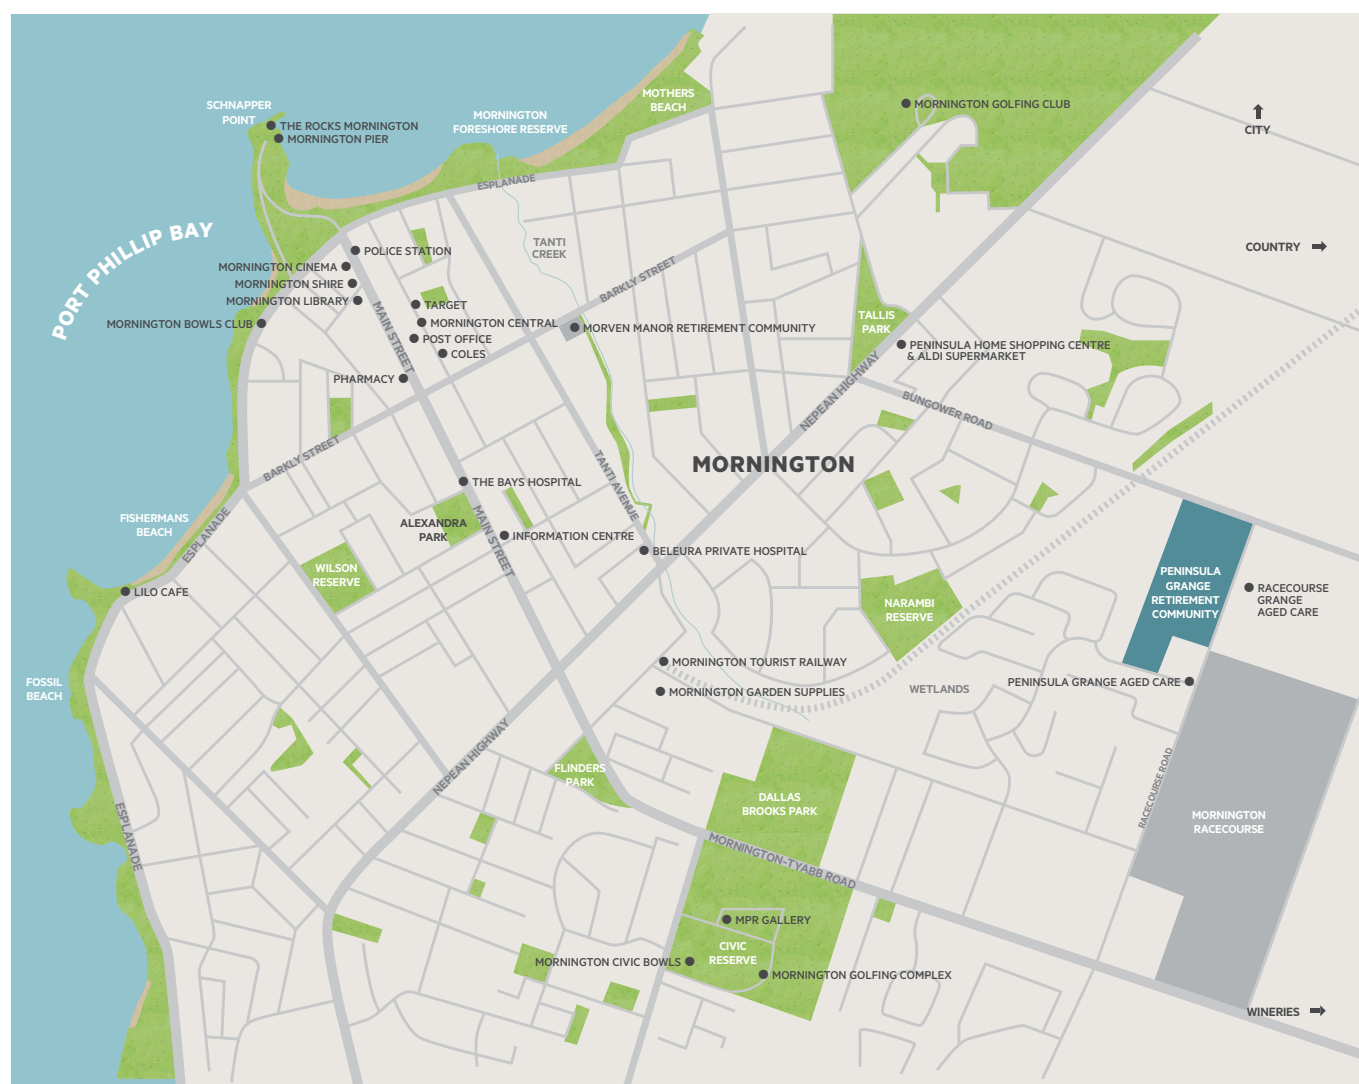 MOTHERS
BEACH
SCHNAPPER
POINT
MORNINGTON GOLFING CLUB
MORNINGTON
FORESHORE RESERVE
THE ROCKS MORNINGTON
MORNINGTON PIER
CITY
ESPLANADE
PORT PHILLIP BAY
TANTI
CREEK
COUNTRY
POLICE STATION
MORNINGTON CINEMA
MORNINGTON SHIRE
MORNINGTON LIBRARY
BARKLY STREET
TARGET
MAIN STREET
MORNINGTON BOWLS CLUB
MORNINGTON CENTRAL
MORVEN MANOR RETIREMENT COMMUNITY
TALLIS
PARK
POST OFFICE
COLES
PENINSULA HOME SHOPPING CENTRE
& ALDI SUPERMARKET
PHARMACY
NEPEAN HIGHWAY
BUNGOWER ROAD
BARKLY STREET
MORNINGTON
TANTI AVENUE
THE BAYS HOSPITAL
FISHERMANS
BEACH
ESPLANADE
ALEXANDRA
PARK
MAIN STREET
INFORMATION CENTRE
BELEURA PRIVATE HOSPITAL
WILSON
RESERVE
PENINSULA
GRANGE
RETIREMENT
COMMUNITY
RACECOURSE
GRANGE
AGED CARE
LILO CAFE
NARAMBI
RESERVE
MORNINGTON TOURIST RAILWAY
FOSSIL
BEACH
PENINSULA GRANGE AGED CARE
MORNINGTON GARDEN SUPPLIES
WETLANDS
NEPEAN HIGHWAY
FLINDERS
PARK
RACECOURSE ROAD
DALLAS
BROOKS PARK
MORNINGTON
RACECOURSE
ESPLANADE
MORNINGTON-TYABB ROAD
MPR GALLERY
CIVIC
RESERVE
MORNINGTON CIVIC BOWLS
MORNINGTON GOLFING COMPLEX
WINERIES